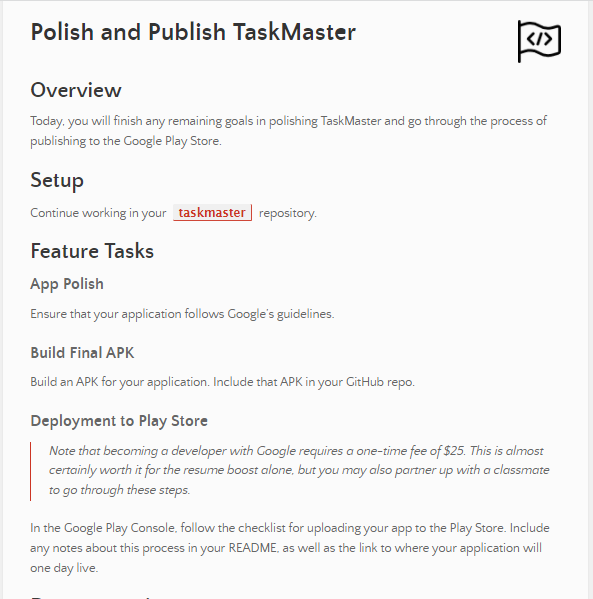 Polish and Publish TaskMaster
</>
Overview
Today, you will finish any remaining goals in polishing TaskMaster and go through the process of
publishing to the Google Play Store.
Setup
Continue working in your taskmaster repository.
Feature Tasks
App Polish
Ensure that your application follows Google's guidelines.
Build Final APK
Build an APK for your application. Include that APK in your GitHub repo.
Deployment to Play Store
Note that becoming a developer with Google requires a one-time fee of $25. This is almost
certainly worth it for the resume boost alone, but you may also partner up with a classmate
to go through these steps.
In the Google Play Console, follow the checklist for uploading your app to the Play Store. Include
any notes about this process in your README, as well as the link to where your application will
one day live.